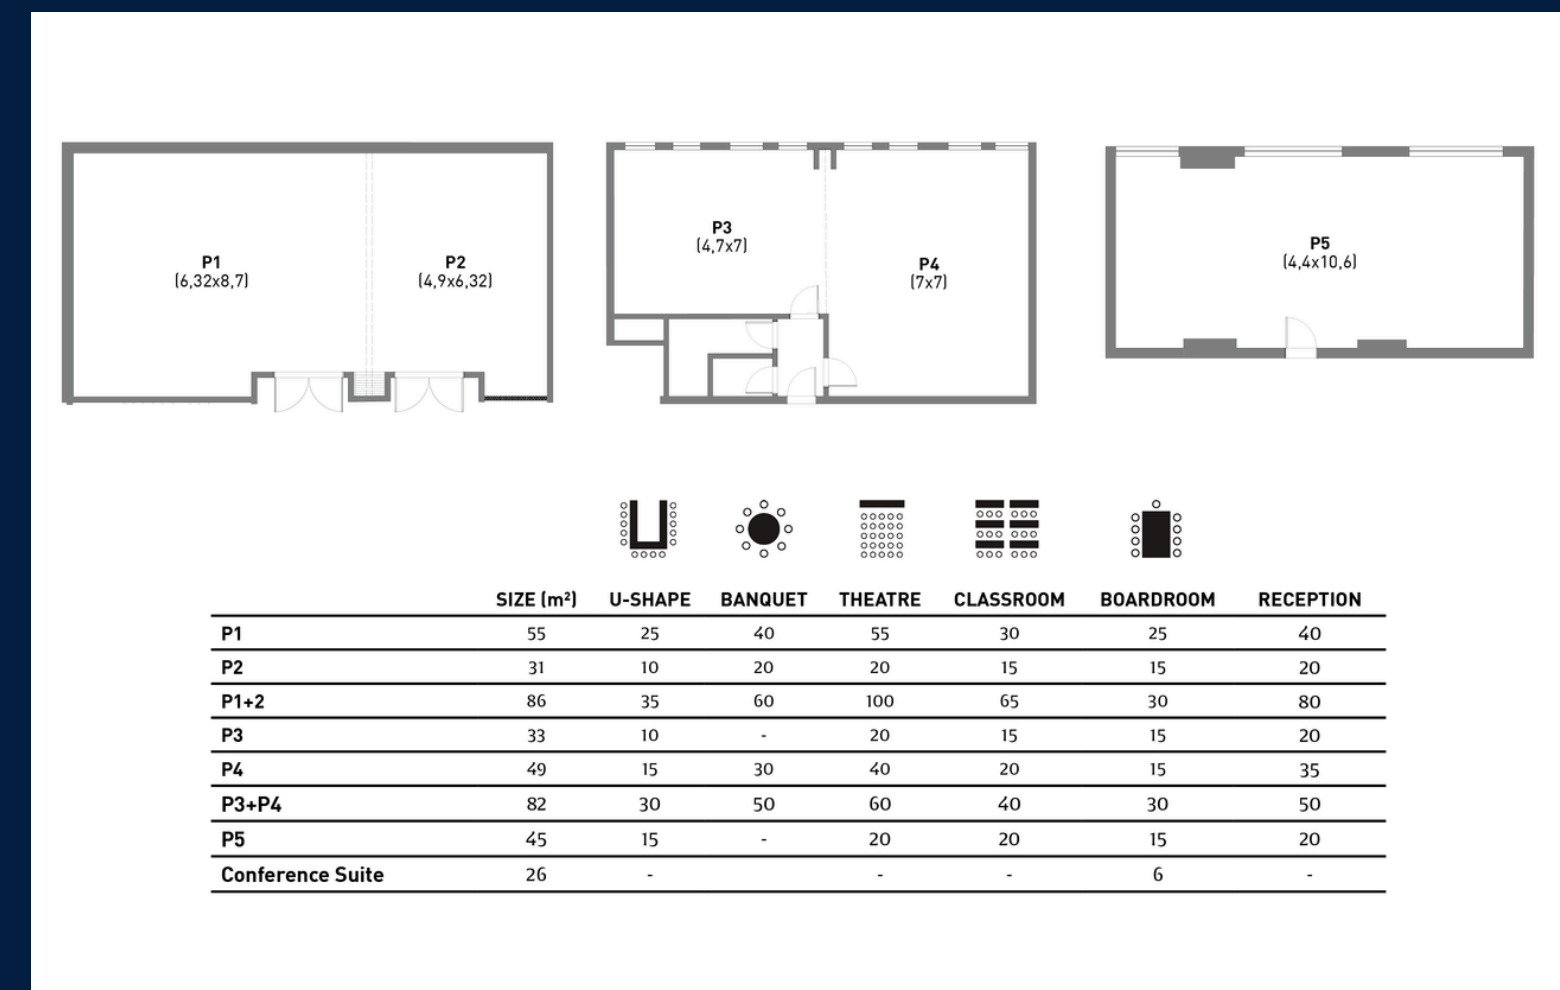 P1
(6,32x8,7)
P2
(4,9x6,32)
P3
(4,7x7)
P4
(7x7)
P5
(4,4x10,6)
SIZE (m²) U-SHAPE BANQUET THEATRE CLASSROOM BOARDROOM RECEPTION
P1 55 25 40 55 30 25 40
P2 31 10 20 20 15 15 20
P1+2 86 35 60 100 65 30 80
P3 33 10 - 20 15 15 20
P4 49 15 30 40 20 15 35
P3+P4 82 30 50 60 40 30 50
P5 45 15 - 20 20 15 20
Conference Suite 26 - - - 6 -